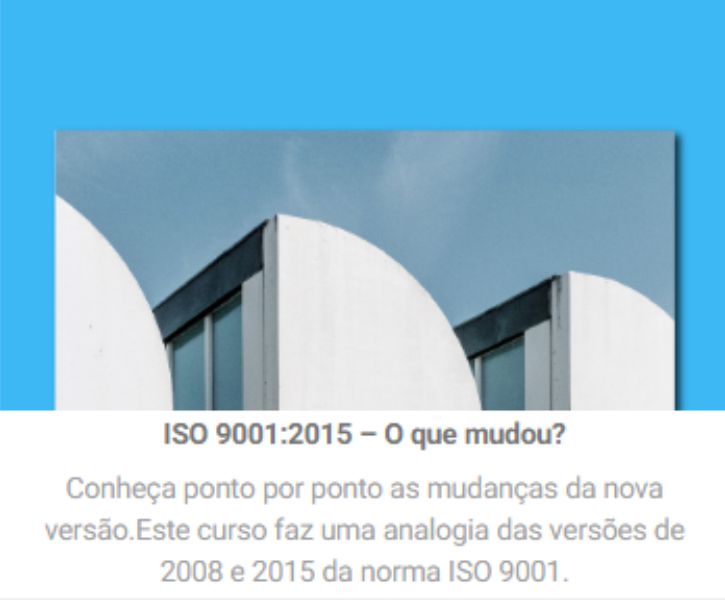 ISO 9001:2015 – O que mudou?
Conheça ponto por ponto as mudanças da nova
versão.Este curso faz uma analogia das versões de
2008 e 2015 da norma ISO 9001.